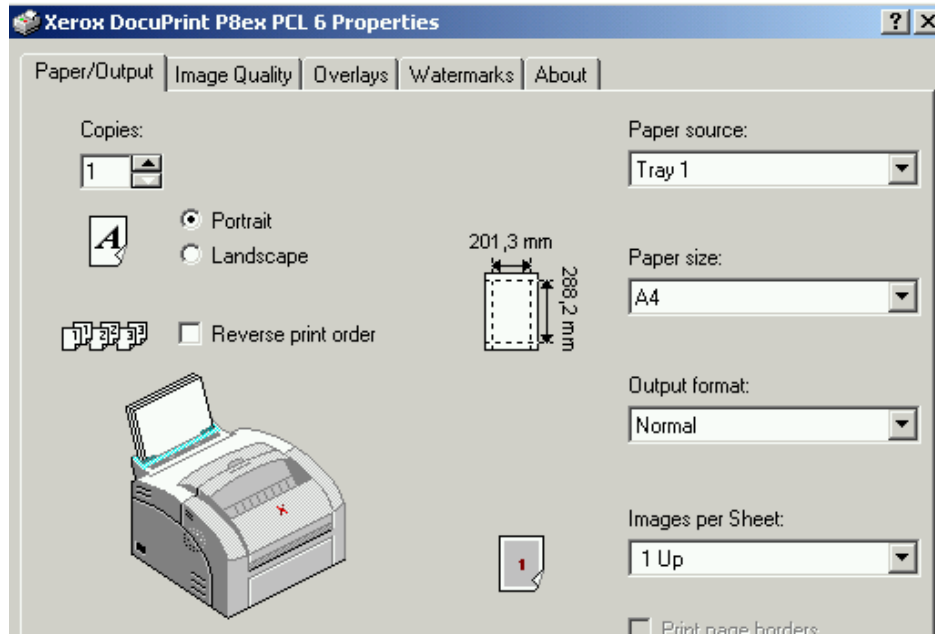 Xerox DocuPrint P8ex PCL 6 Properties
Paper/Output Image Quality Overlays Watermarks About
Copies:
1
Portrait
Landscape
Reverse print order
201,3 mm
288,2 mm
Paper source:
Tray 1
Paper size:
A4
Output format:
Normal
Images per Sheet:
1 Up
1
Print page borders